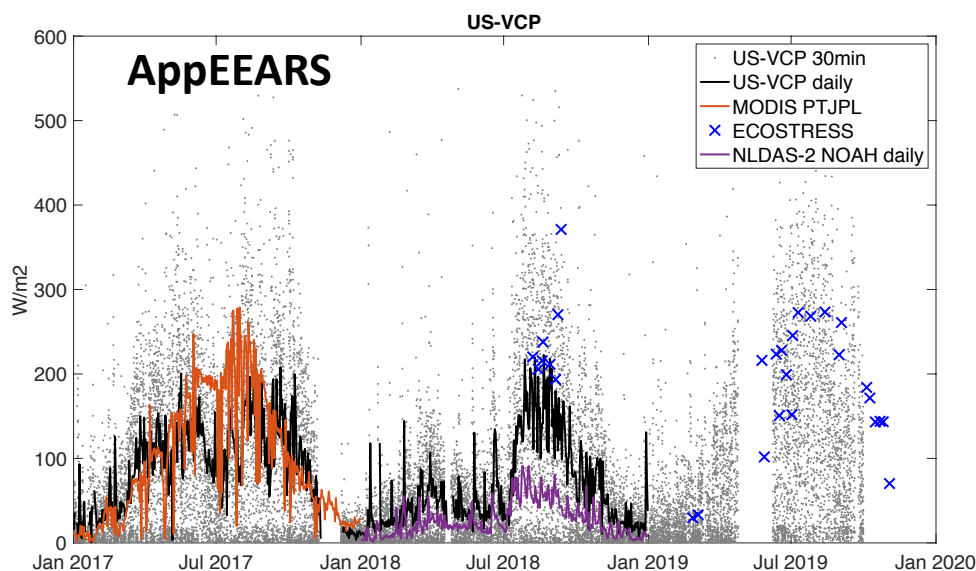 US-VCP
AppEEARS
US-VCP 30min
US-VCP daily
MODIS PTJPL
ECOSTRESS
NLDAS-2 NOAH daily
W/m2
600
500
400
300
200
100
0
Jan 2017
Jul 2017
Jan 2018
Jul 2018
Jan 2019
Jul 2019
Jan 2020